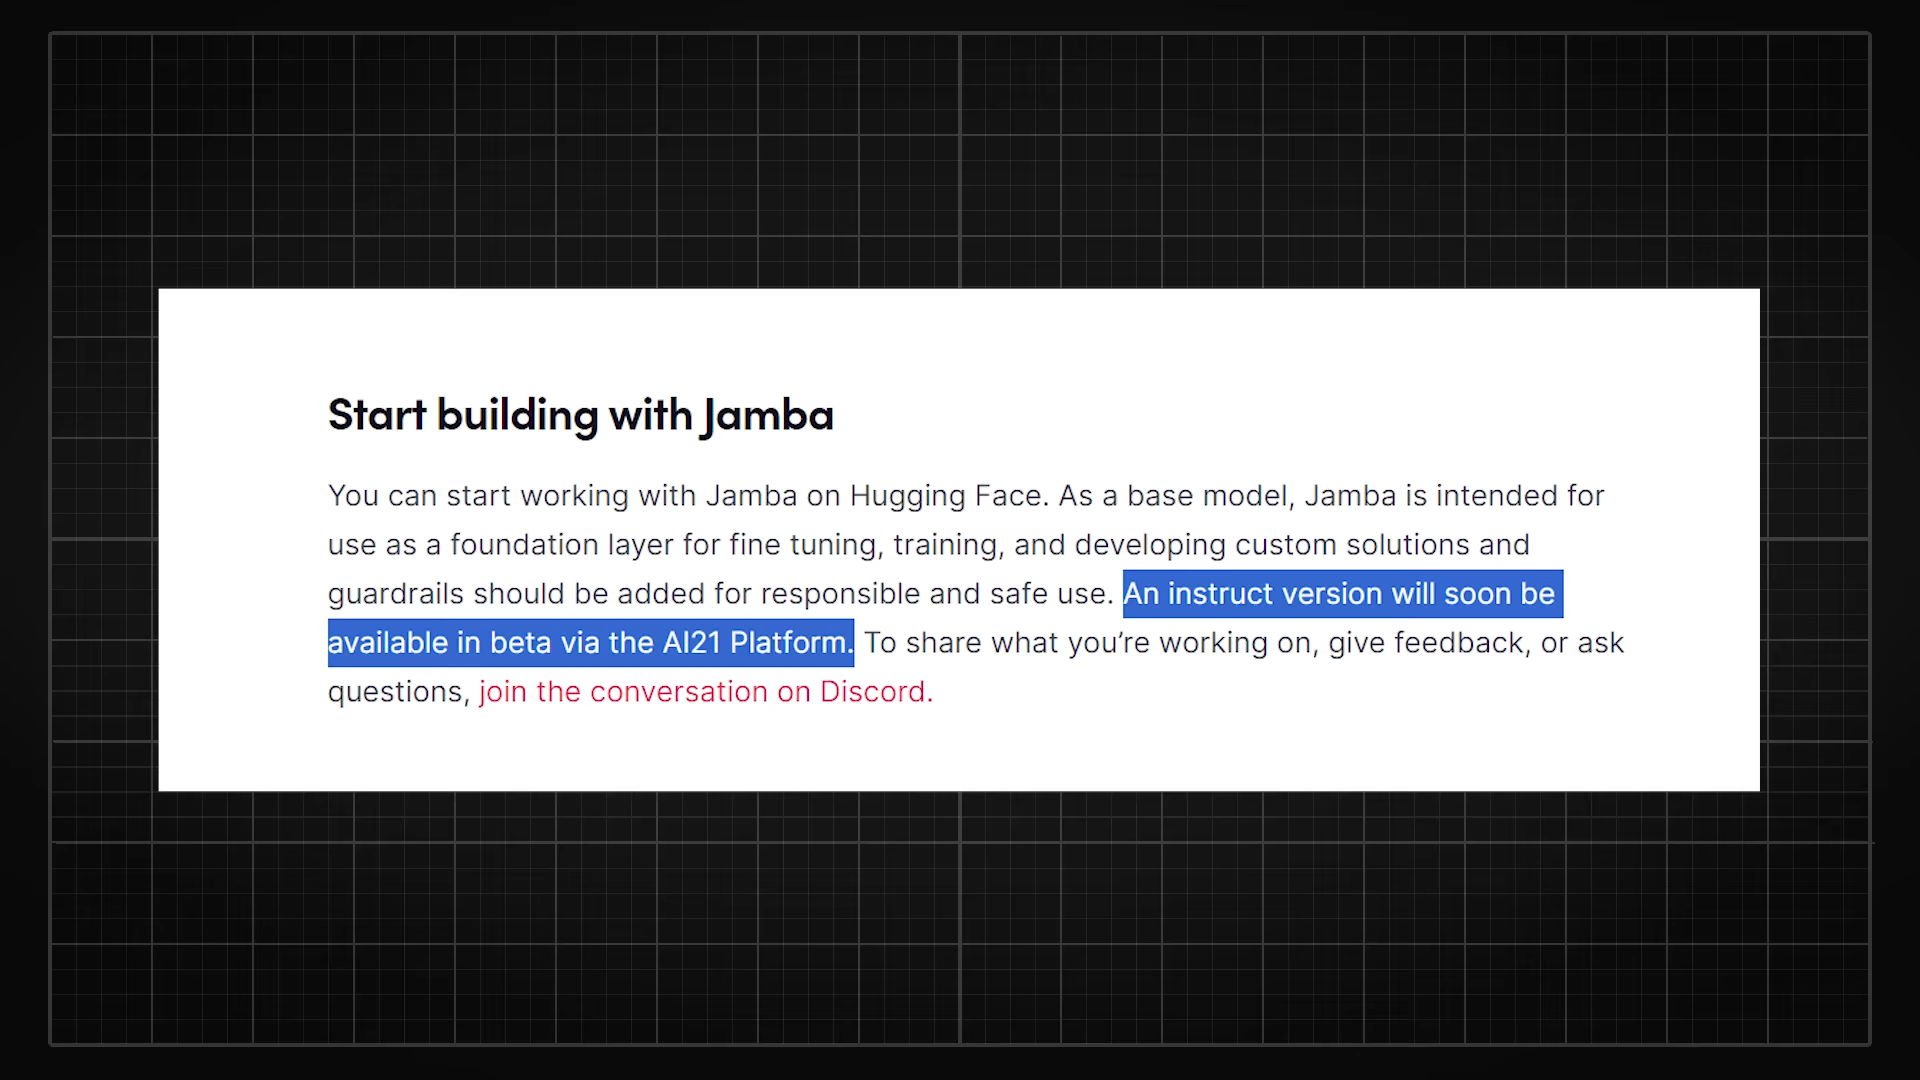 Start building with Jamba
You can start working with Jamba on Hugging Face. As a base model, Jamba is intended for
use as a foundation layer for fine tuning, training, and developing custom solutions and
guardrails should be added for responsible and safe use. An instruct version will soon be
available in beta via the AI21 Platform. To share what you’re working on, give feedback, or ask
questions, join the conversation on Discord.